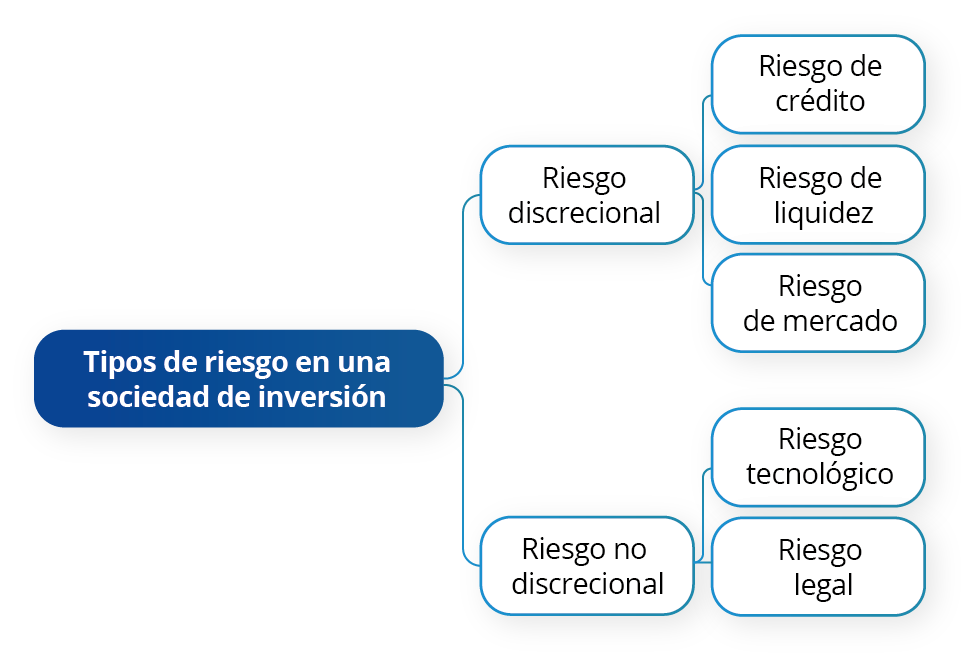 Tipos de riesgo en una
sociedad de inversión
Riesgo
discrecional
Riesgo de
crédito
Riesgo de
liquidez
Riesgo
de mercado
Riesgo no
discrecional
Riesgo
tecnológico
Riesgo
legal